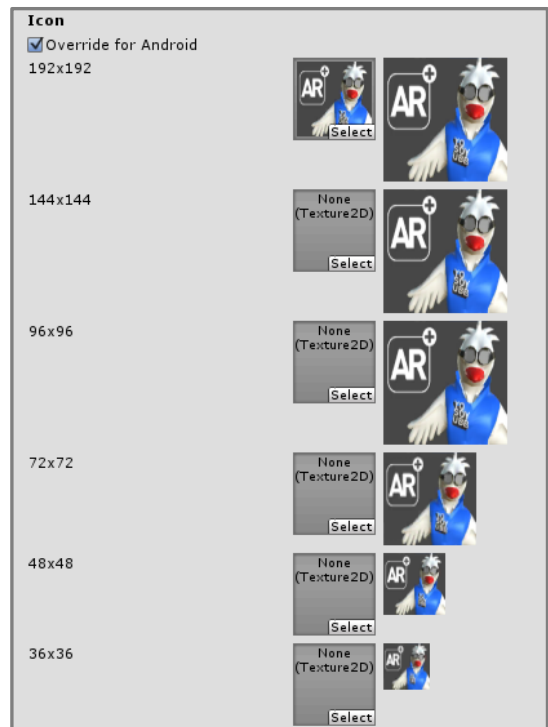 Icon
Override for Android
192x192
AR
Select
AR
144x144
None
(Texture2D)
Select
AR
96x96
None
(Texture2D)
Select
AR
72x72
None
(Texture2D)
Select
AR
48x48
None
(Texture2D)
Select
AR
36x36
None
(Texture2D)
Select
AR